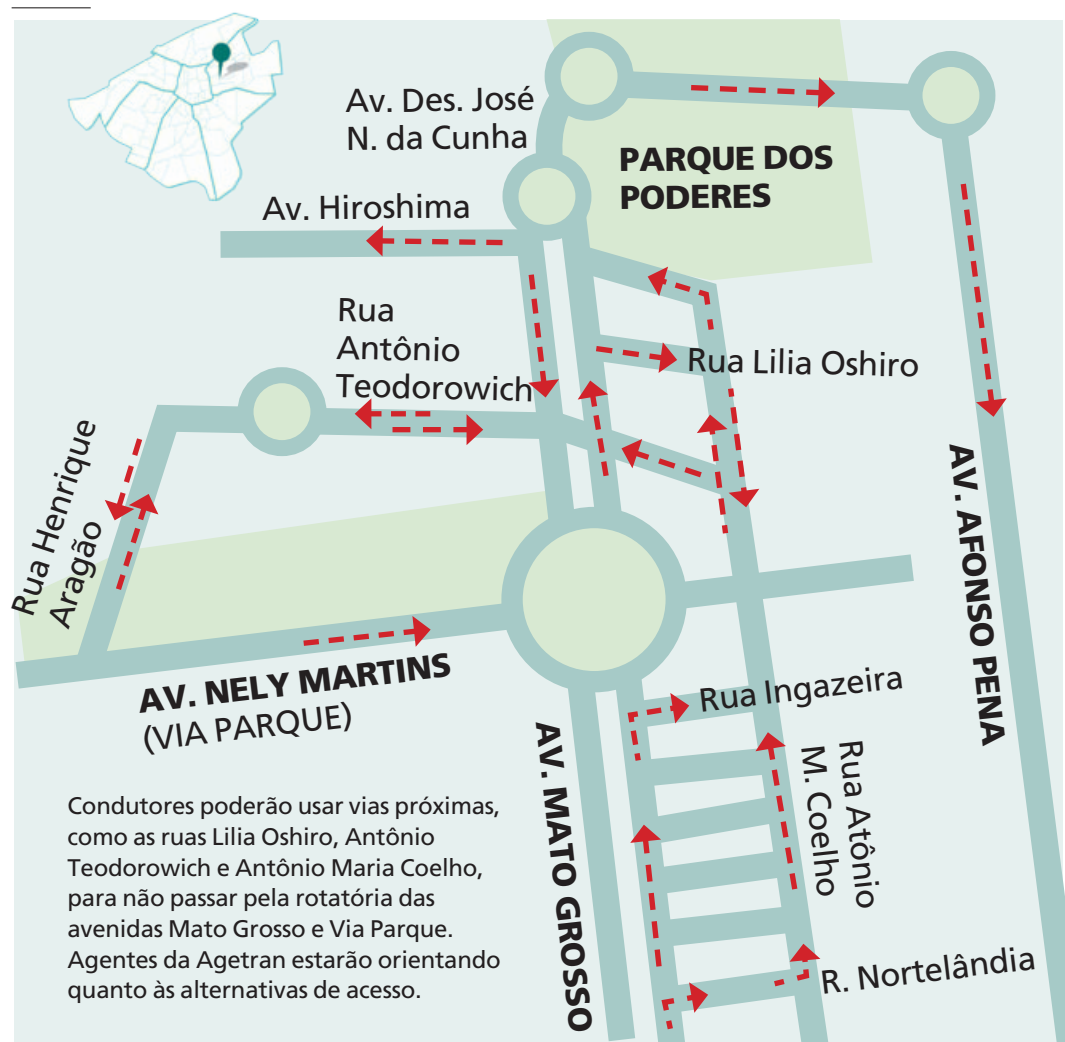 Av. Des. José
N. da Cunha
PARQUE DOS
PODERES
Av. Hiroshima
Rua
Antônio
Teodorowich
Rua Lilia Oshiro
Rua Henrique
Aragão
AV. AFONSO PENA
AV. NELY MARTINS
(VIA PARQUE)
Rua Ingazeira
AV. MATO GROSSO
Rua Atônio
M. Coelho
R. Nortelândia
Condutores poderão usar vias próximas,
como as ruas Lilia Oshiro, Antônio
Teodorowich e Antônio Maria Coelho,
para não passar pela rotatória das
avenidas Mato Grosso e Via Parque.
Agentes da Agetran estarão orientando
quanto às alternativas de acesso.